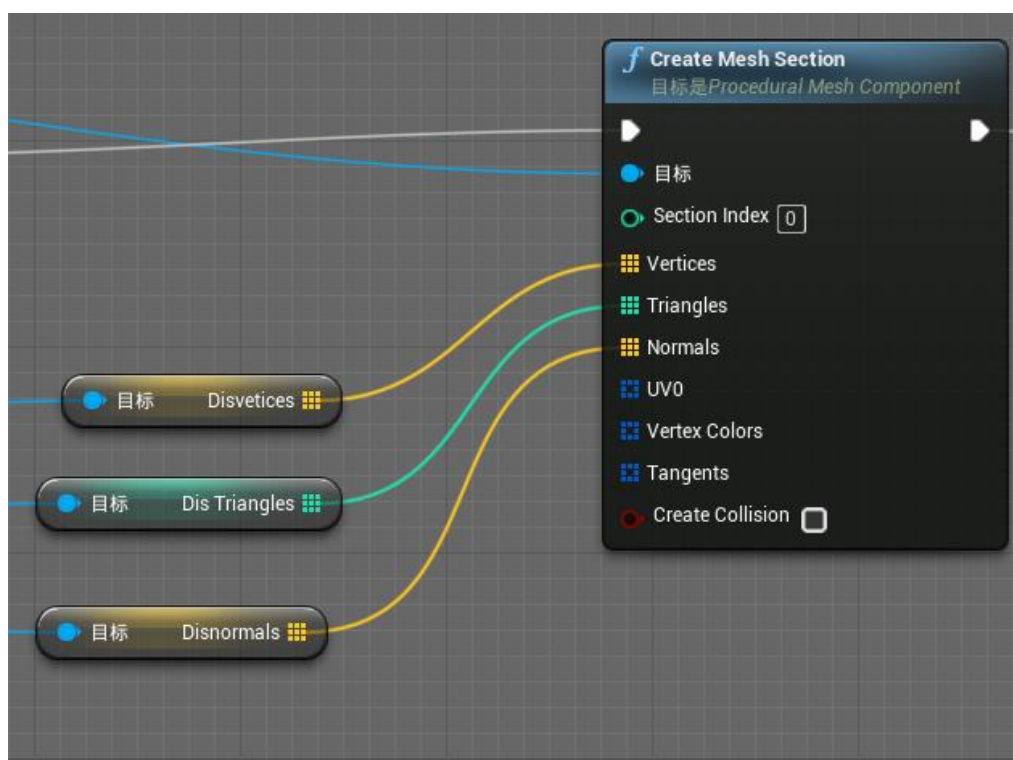 f Create Mesh Section
目标是Procedural Mesh Component
目标
Section Index 0
Vertices
Triangles
Normals
UV0
Vertex Colors
Tangents
Create Collision
目标 Disvetices
目标 Dis Triangles
目标 Disnormals